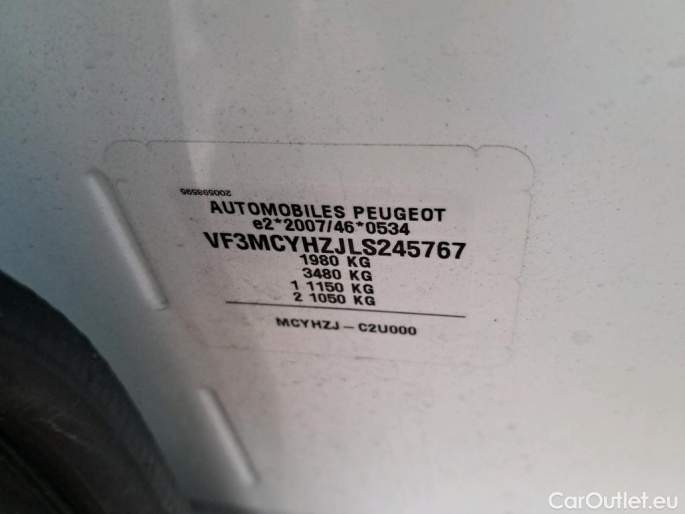 200593595
AUTOMOBILES PEUGEOT
e2*2007/46*0534
VF3MCYHZJLS245767
1980 KG
3480 KG
1 1150 KG
2 1050 KG
MCYHZJ - C2U000
CarOutlet.eu